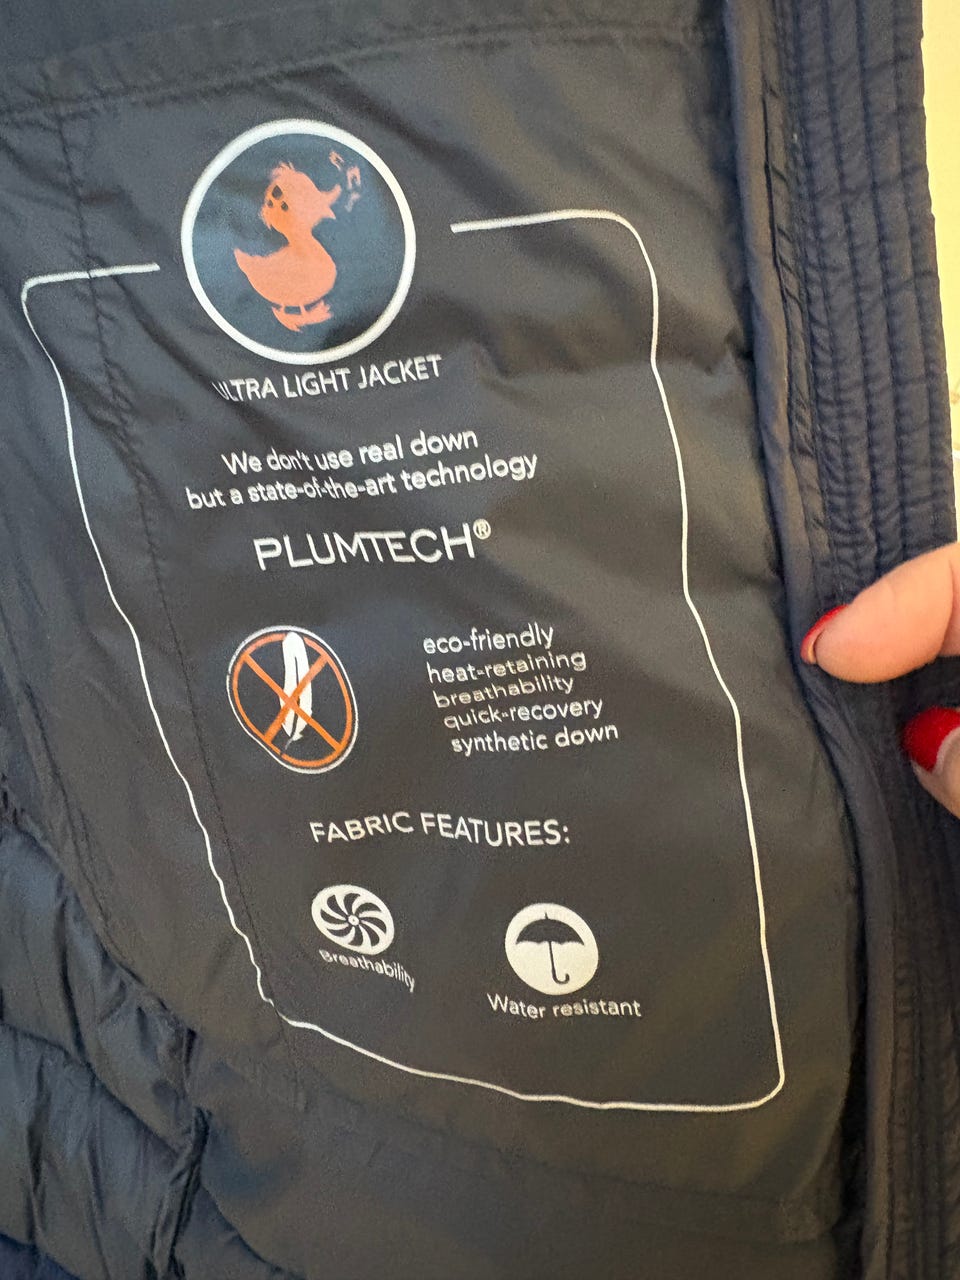 ULTRA LIGHT JACKET
We don't use real down
but a state-of-the-art technology
PLUMTECH®
eco-friendly
heat-retaining
breathability
quick-recovery
synthetic down
FABRIC FEATURES:
Breathability
Water resistant